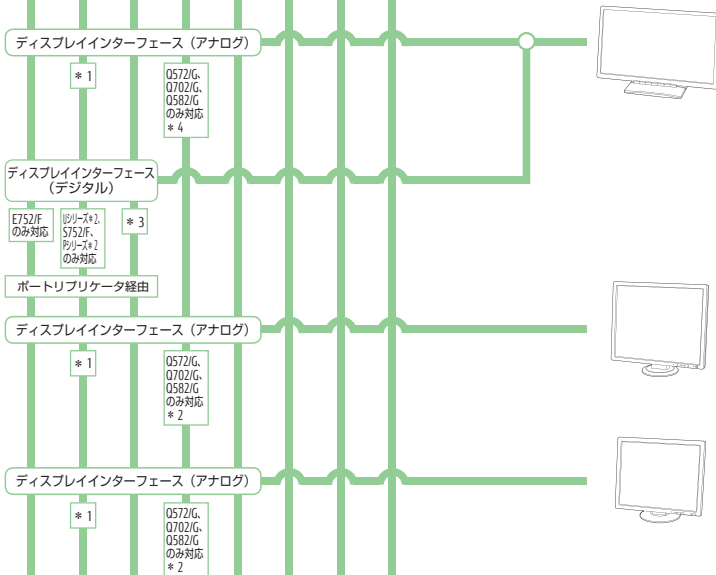 ディスプレイインターフェース（アナログ）
＊1
Q572/G、
Q702/G、
Q582/G
のみ対応
＊4
ディスプレイインターフェース
（デジタル）
E752/F
のみ対応
Uシリーズ＊2、
S752/F、
Pシリーズ＊2
のみ対応
＊3
ポートリプリケータ経由
ディスプレイインターフェース（アナログ）
＊1
Q572/G、
Q702/G、
Q582/G
のみ対応
＊2
ディスプレイインターフェース（アナログ）
＊1
Q572/G、
Q702/G、
Q582/G
のみ対応
＊2